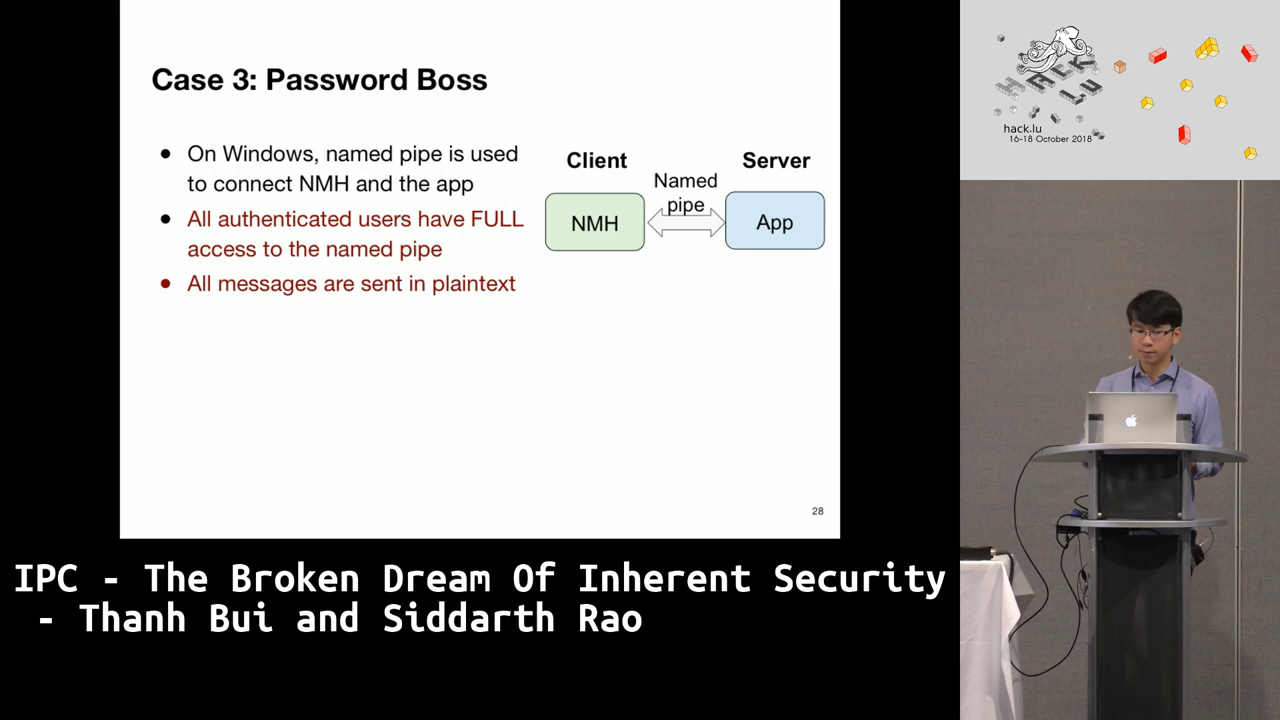 Case 3: Password Boss
On Windows, named pipe is used
to connect NMH and the app
All authenticated users have FULL
access to the named pipe
All messages are sent in plaintext
Client
Server
Named
pipe
NMH
App
28
HACK
LU
hack.lu
16-18 October 2018
IPC - The Broken Dream Of Inherent Security
- Thanh Bui and Siddarth Rao